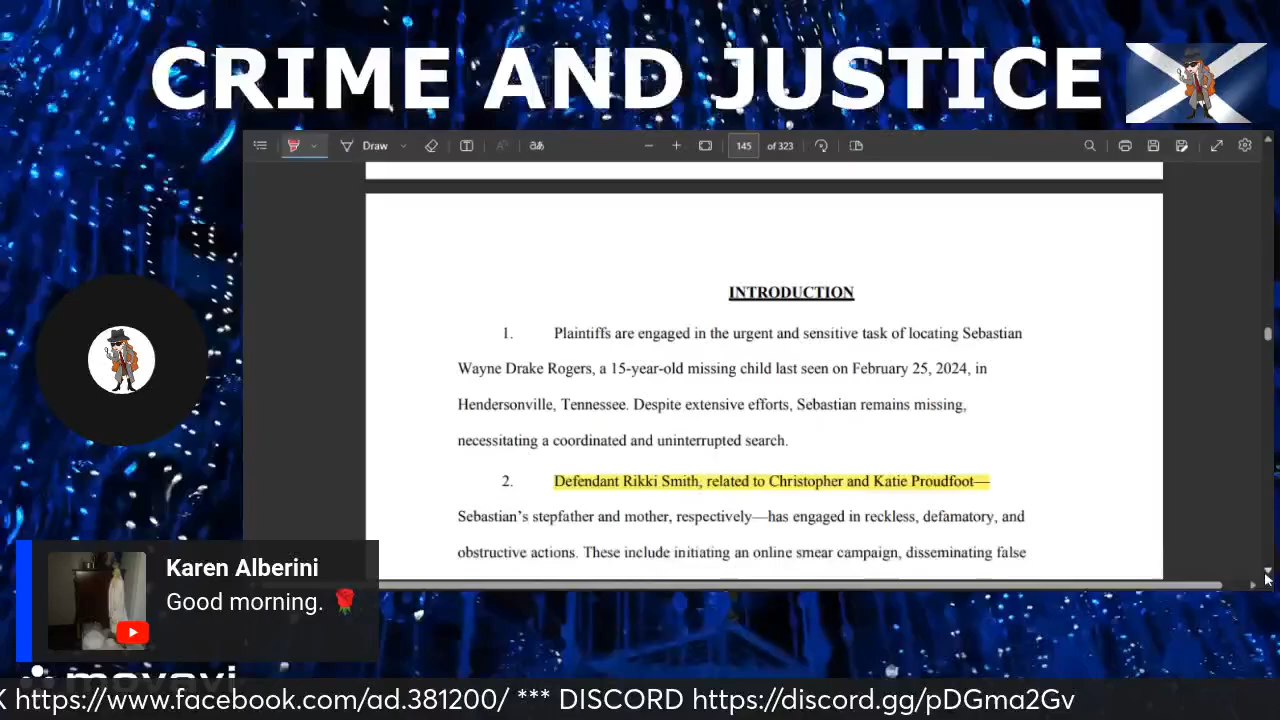 CRIME AND JUSTICE
Draw
145 of 323
INTRODUCTION
1. Plaintiffs are engaged in the urgent and sensitive task of locating Sebastian
Wayne Drake Rogers, a 15-year-old missing child last seen on February 25, 2024, in
Hendersonville, Tennessee. Despite extensive efforts, Sebastian remains missing,
necessitating a coordinated and uninterrupted search.
2. Defendant Rikki Smith, related to Christopher and Katie Proudfoot—
Sebastian’s stepfather and mother, respectively—has engaged in reckless, defamatory, and
obstructive actions. These include initiating an online smear campaign, disseminating false
Karen Alberini
Good morning. 🌹
movavi
K https://www.facebook.com/ad.381200/ *** DISCORD https://discord.gg/pDGma2Gv